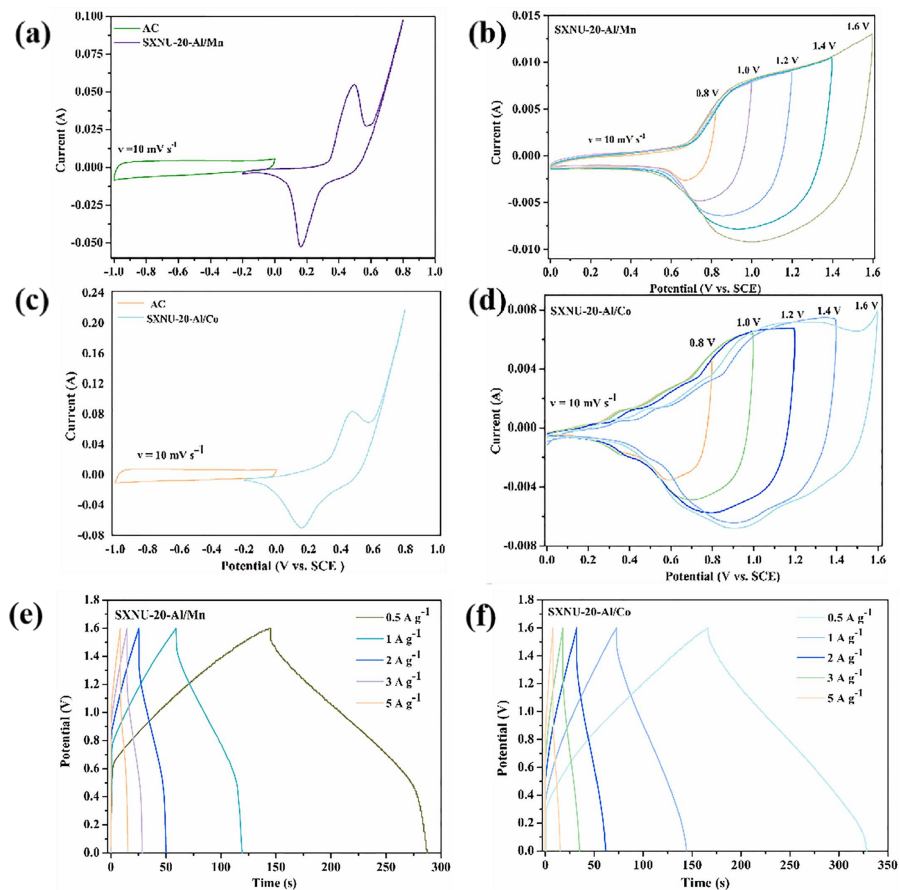 (a)
AC
SXNU-20-Al/Mn
v =10 mV s⁻¹
Current (A)
0.100
0.075
0.050
0.025
0.000
-0.025
-0.050
-1.0 -0.8 -0.6 -0.4 -0.2 0.0 0.2 0.4 0.6 0.8 1.0
Potential (V vs. SCE)
(b)
SXNU-20-Al/Mn
0.8 V
1.0 V
1.2 V
1.4 V
1.6 V
v = 10 mV s⁻¹
Current (A)
0.015
0.010
0.005
0.000
-0.005
-0.010
0.0 0.2 0.4 0.6 0.8 1.0 1.2 1.4 1.6
Potential (V vs. SCE)
(c)
AC
SXNU-20-Al/Co
v = 10 mV s⁻¹
Current (A)
0.24
0.20
0.16
0.12
0.08
0.04
0.00
-0.04
-0.08
-1.0 -0.8 -0.6 -0.4 -0.2 0.0 0.2 0.4 0.6 0.8 1.0
Potential (V vs. SCE )
(d)
SXNU-20-Al/Co
0.8 V
1.0 V
1.2 V
1.4 V
1.6 V
v = 10 mV s⁻¹
Current (A)
0.008
0.004
0.000
-0.004
-0.008
0.0 0.2 0.4 0.6 0.8 1.0 1.2 1.4 1.6
Potential (V vs. SCE)
(e)
SXNU-20-Al/Mn
0.5 A g⁻¹
1 A g⁻¹
2 A g⁻¹
3 A g⁻¹
5 A g⁻¹
Potential (V)
1.8
1.6
1.4
1.2
1.0
0.8
0.6
0.4
0.2
0.0
0 50 100 150 200 250 300
Time (s)
(f)
SXNU-20-Al/Co
0.5 A g⁻¹
1 A g⁻¹
2 A g⁻¹
3 A g⁻¹
5 A g⁻¹
Potential (V)
1.8
1.6
1.4
1.2
1.0
0.8
0.6
0.4
0.2
0.0
0 50 100 150 200 250 300 350
Time (s)